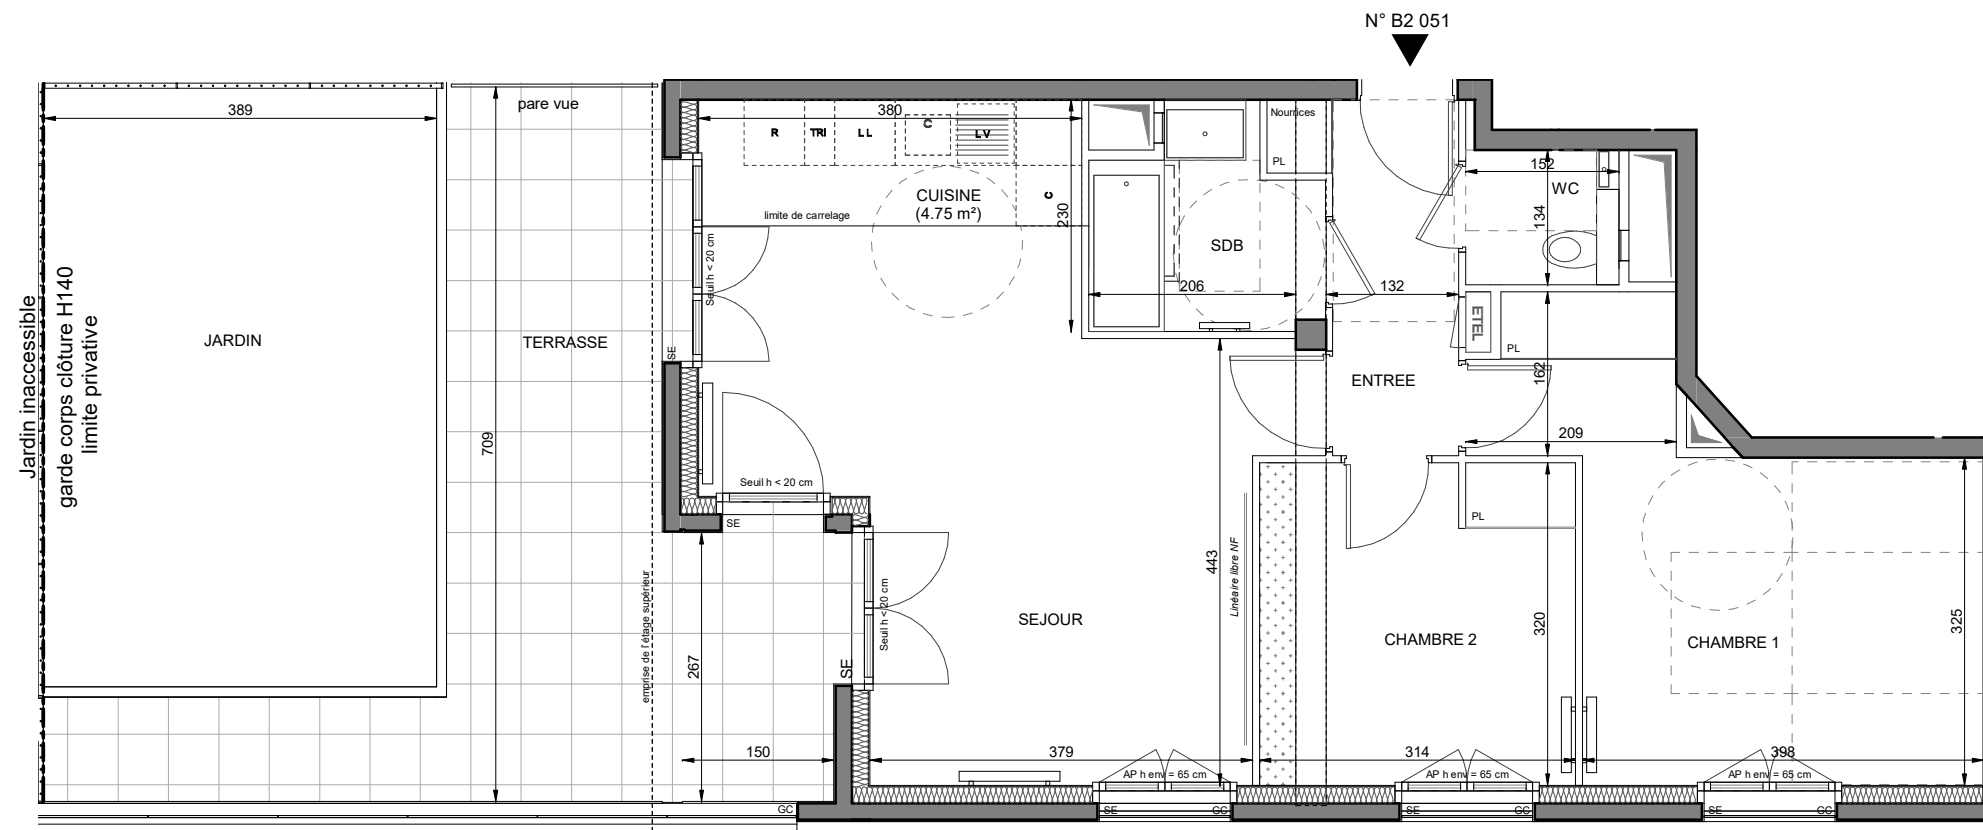 N° B2 051
pare vue
389
380
R
TRI
L L
C
LV
Nourrices
PL
152
WC
CUISINE
(4.75 m²)
C
limite de carrelage
230
134
SDB
Seuil h < 20 cm
206
132
Jardin inaccessible
garde corps clôture H140
limite privative
JARDIN
TERRASSE
SE
ETEL
PL
ENTREE
162
709
209
Seuil h < 20 cm
SE
PL
443
Linéaire libre NF
emprise de l'étage supérieur
Seuil h < 20 cm
SEJOUR
320
CHAMBRE 2
CHAMBRE 1
325
267
SE
150
379
314
398
AP h env = 65 cm
AP h env = 65 cm
AP h env = 65 cm
GC
SE
GC
SE
GC
SE
GC